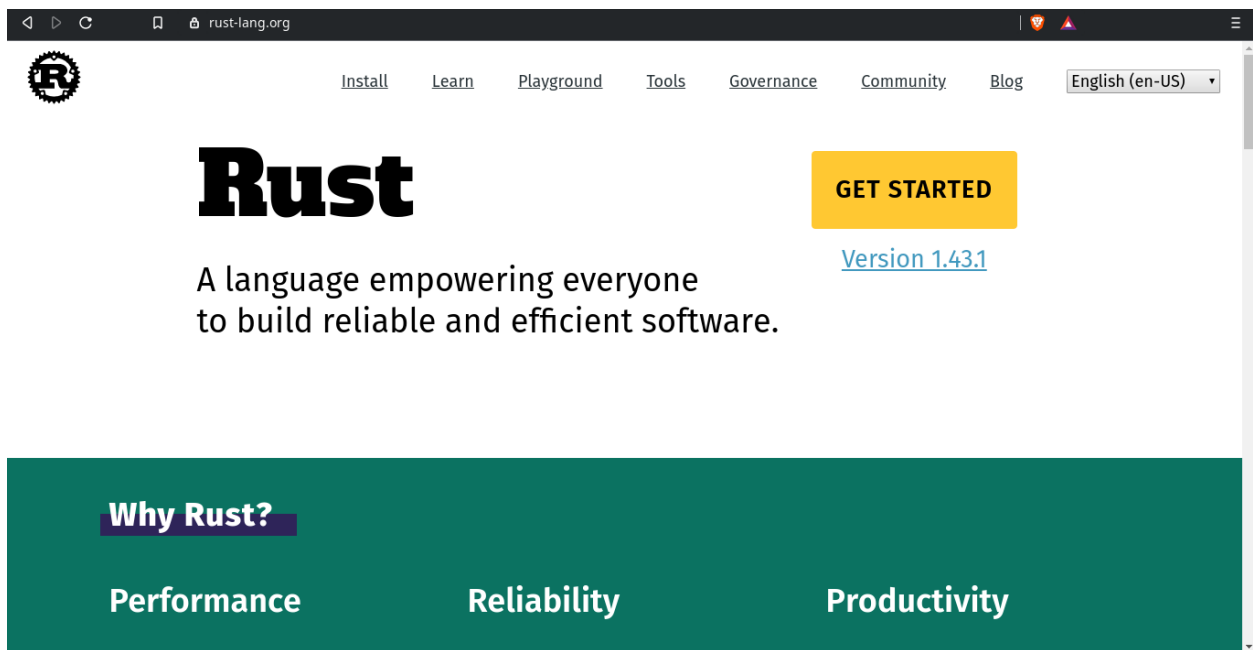 rust-lang.org
R
Install Learn Playground Tools Governance Community Blog English (en-US)
Rust
GET STARTED
Version 1.43.1
A language empowering everyone
to build reliable and efficient software.
Why Rust?
Performance Reliability Productivity